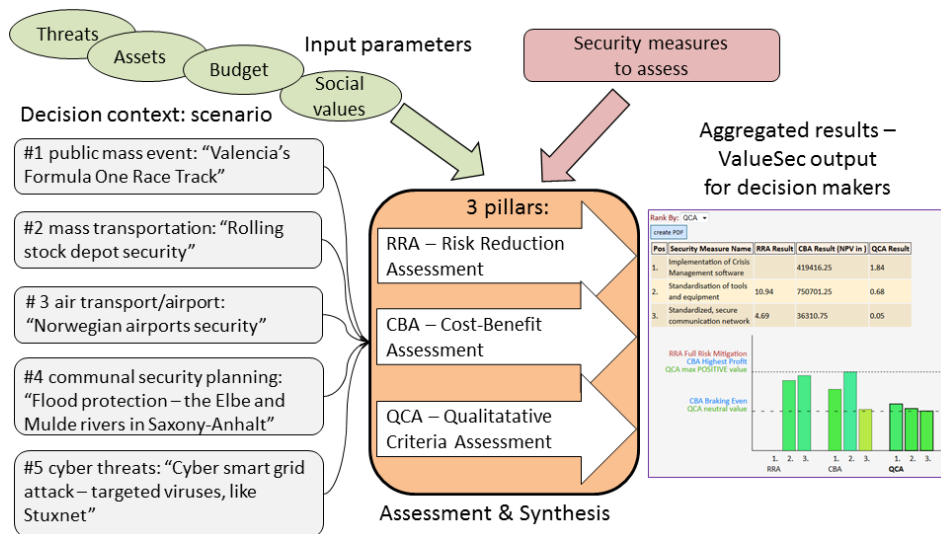 Threats
Assets
Budget
Social
values
Input parameters
Security measures
to assess
Decision context: scenario
#1 public mass event: “Valencia’s
Formula One Race Track”
#2 mass transportation: “Rolling
stock depot security”
# 3 air transport/airport:
“Norwegian airports security”
#4 communal security planning:
“Flood protection – the Elbe and
Mulde rivers in Saxony-Anhalt”
#5 cyber threats: “Cyber smart grid
attack – targeted viruses, like
Stuxnet”
3 pillars:
RRA – Risk Reduction
Assessment
CBA – Cost-Benefit
Assessment
QCA – Qualitatative
Criteria Assessment
Assessment & Synthesis
Aggregated results –
ValueSec output
for decision makers
Rank By: QCA
create PDF
Pos Security Measure Name RRA Result CBA Result (NPV in ) QCA Result
1. Implementation of Crisis Management software 419416.25 1.84
2. Standardisation of tools and equipment 10.94 750701.25 0.68
3. Standardized, secure communication network 4.69 36310.75 0.05
RRA Full Risk Mitigation
CBA Highest Profit
QCA max POSITIVE value
CBA Braking Even
QCA neutral value
1. 2. 3. 1. 2. 3. 1. 2. 3.
RRA CBA QCA